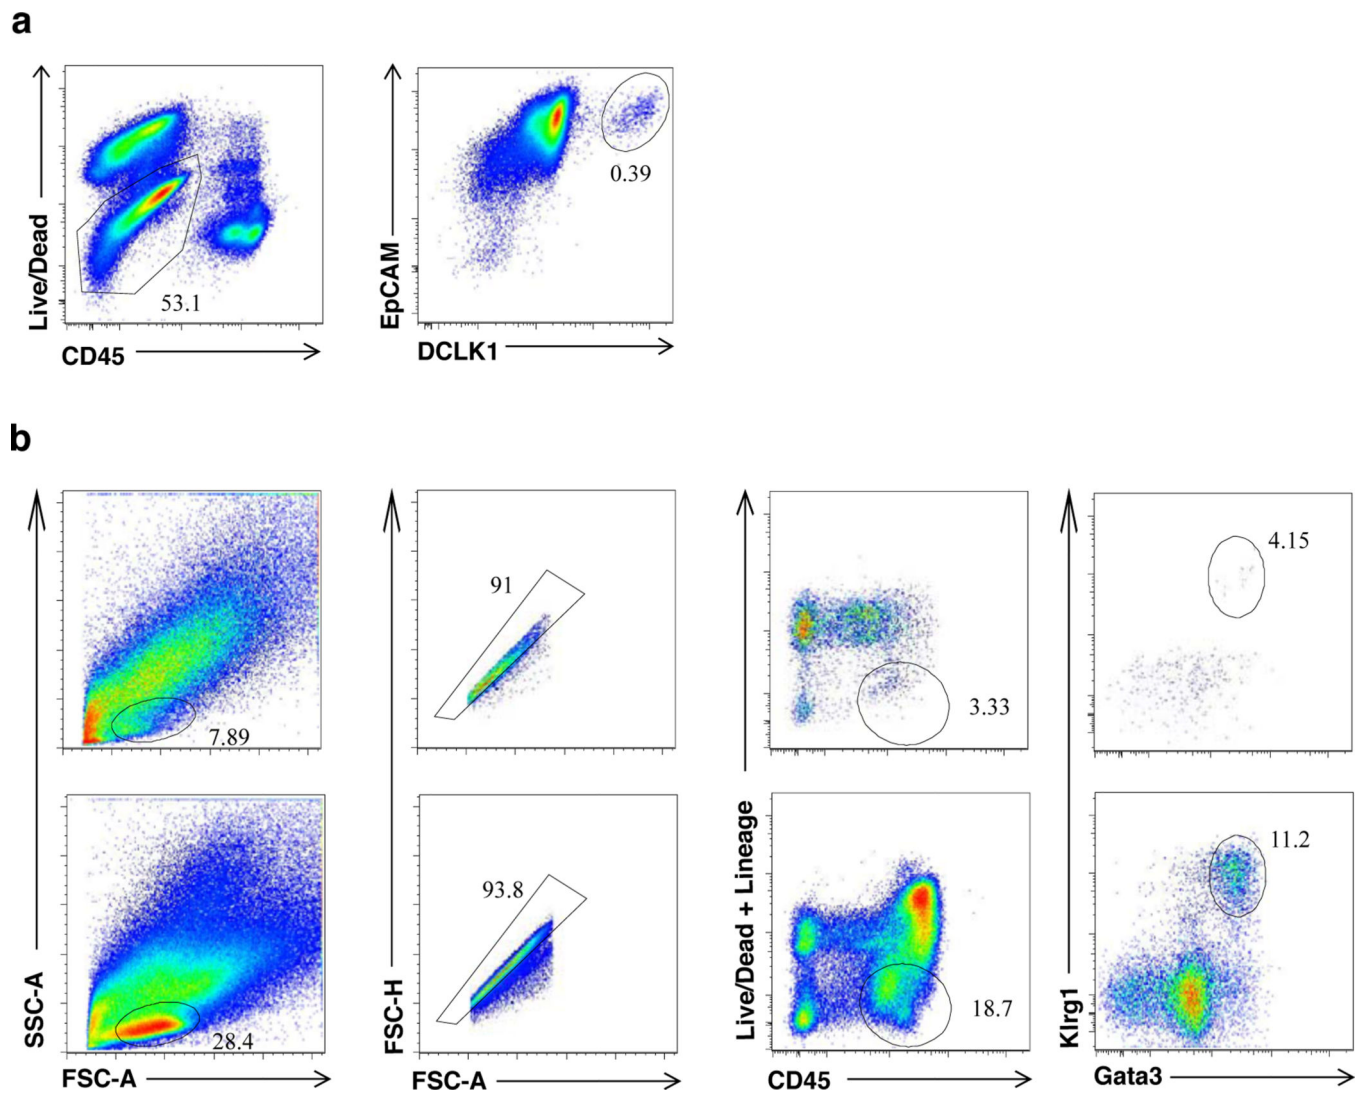 a
Live/Dead
53.1
CD45
EpCAM
0.39
DCLK1
b
SSC-A
7.89
FSC-H
91
3.33
4.15
28.4
FSC-A
93.8
FSC-A
Live/Dead + Lineage
18.7
CD45
Klrg1
11.2
Gata3